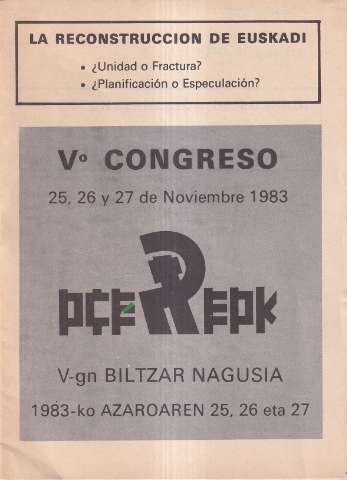 LA RECONSTRUCCION DE EUSKADI
• ¿Unidad o Fractura?
• ¿Planificación o Especulación?
Vº CONGRESO
25, 26 y 27 de Noviembre 1983
PCE EPK
V-gn BILTZAR NAGUSIA
1983-ko AZAROAREN 25, 26 eta 27